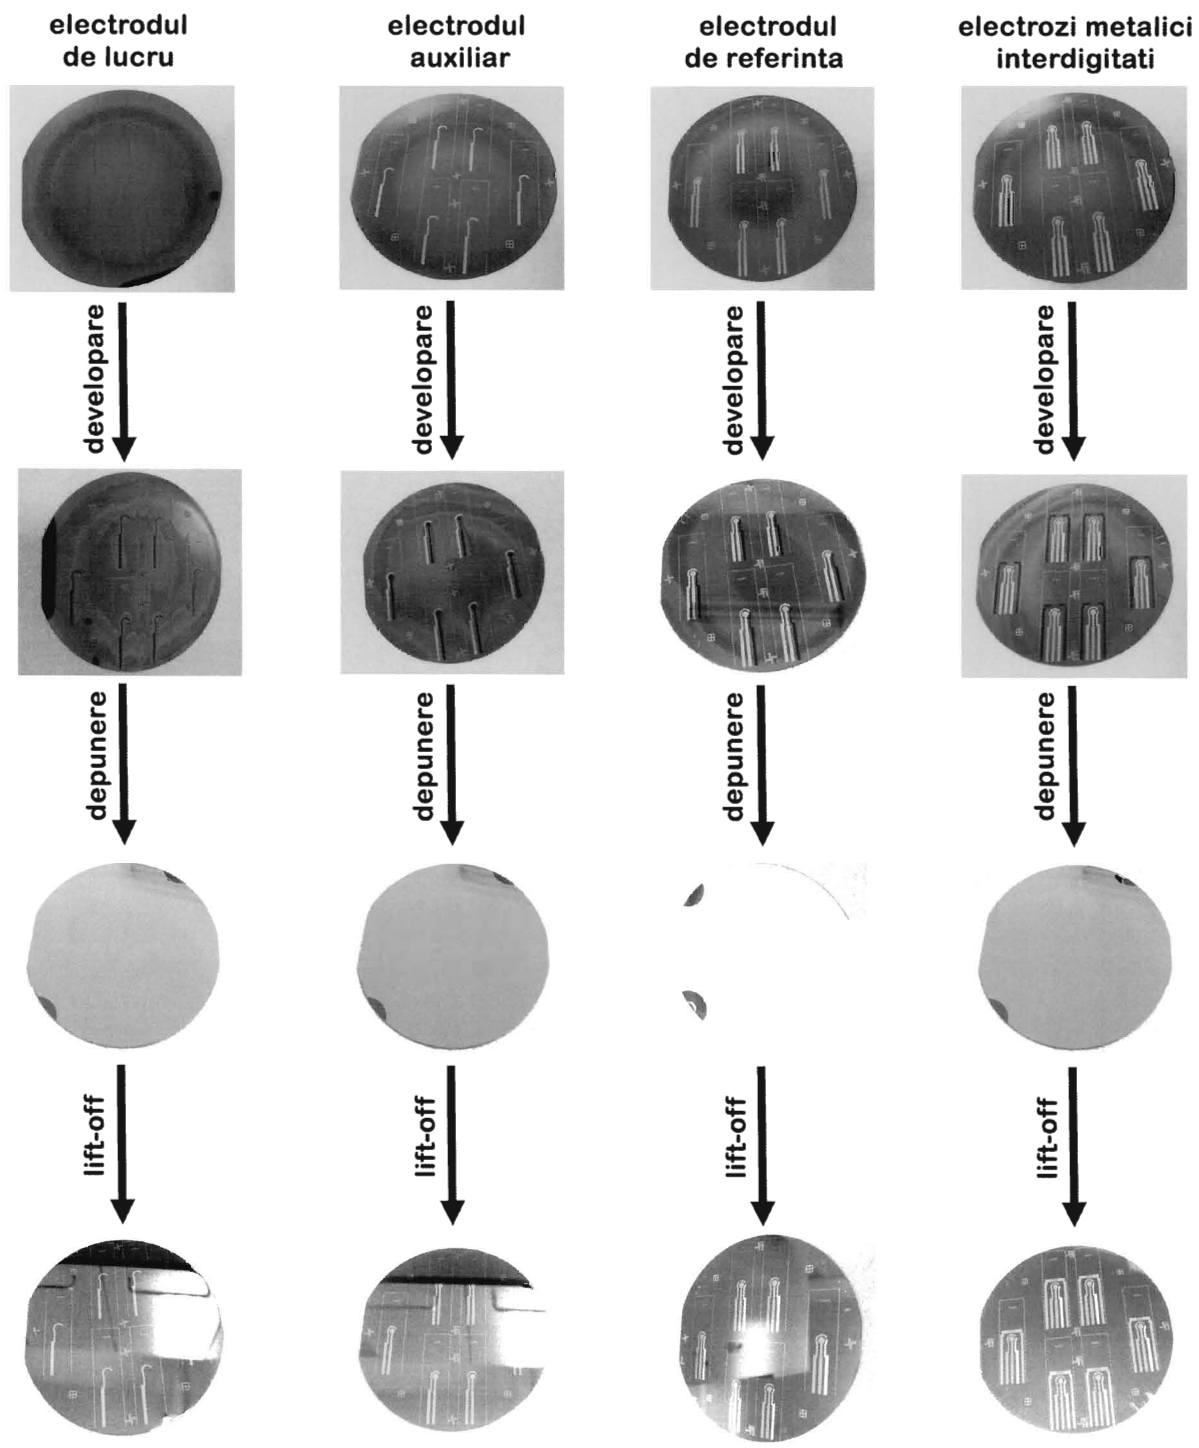 electrodul
de lucru
electrodul
auxiliar
electrodul
de referinta
electrozi metalici
interdigitati
developare
developare
developare
developare
depunere
depunere
depunere
depunere
lift-off
lift-off
lift-off
lift-off